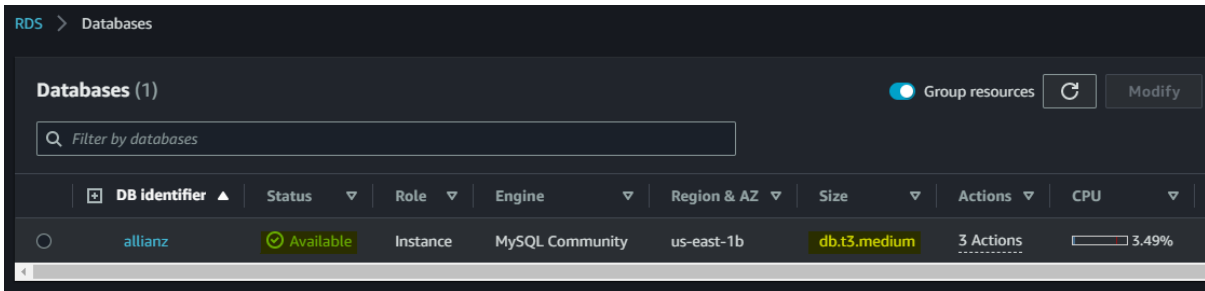 RDS > Databases
Databases (1)
Group resources
Modify
Filter by databases
DB identifier Status Role Engine Region & AZ Size Actions CPU
allianz Available Instance MySQL Community us-east-1b db.t3.medium 3 Actions 3.49%